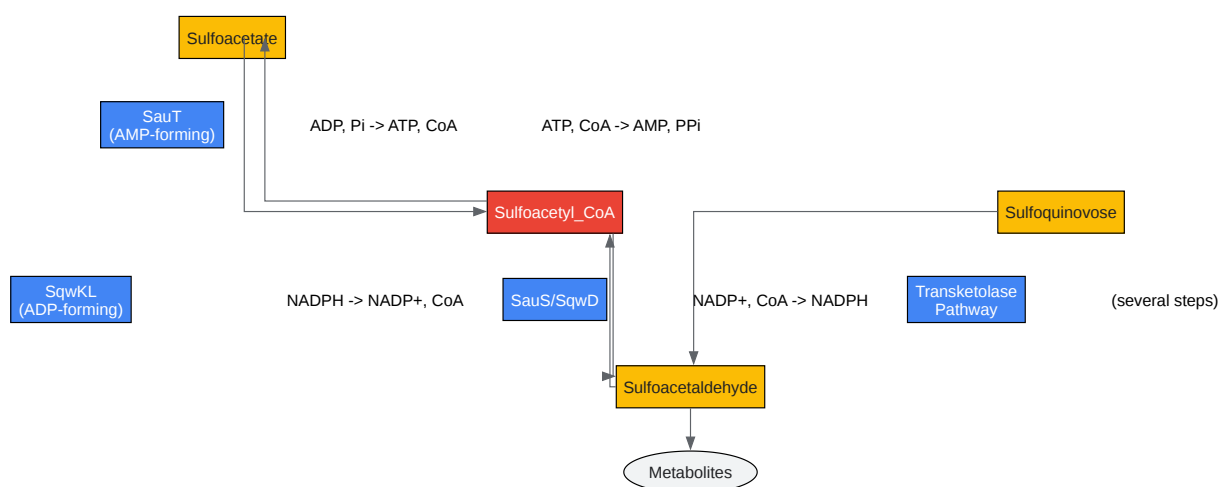 Sulfoacetate
SauT
(AMP-forming)
ADP, Pi -> ATP, CoA
ATP, CoA -> AMP, PPi
Sulfoacetyl_CoA
Sulfoquinovose
SqwKL
(ADP-forming)
NADPH -> NADP+, CoA
SauS/SqwD
NADP+, CoA -> NADPH
Transketolase
Pathway
(several steps)
Sulfoacetaldehyde
Metabolites